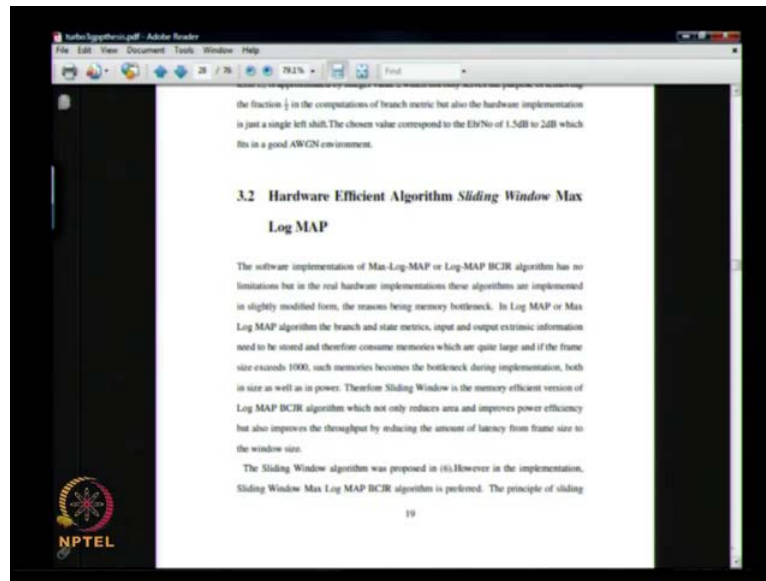 turbo3gppthesis.pdf - Adobe Reader
File Edit View Document Tools Window Help
28 / 76 79.1% Find
the fraction ½ in the computations of branch metric but also the hardware implementation
is just a single left shift.The chosen value correspond to the Eb/No of 1.5dB to 2dB which
fits in a good AWGN environment.
3.2 Hardware Efficient Algorithm Sliding Window Max
Log MAP
The software implementation of Max-Log-MAP or Log-MAP BCJR algorithm has no
limitations but in the real hardware implementations these algorithms are implemented
in slightly modified form, the reasons being memory bottleneck. In Log MAP or Max
Log MAP algorithm the branch and state metrics, input and output extrinsic information
need to be stored and therefore consume memories which are quite large and if the frame
size exceeds 1000, such memories becomes the bottleneck during implementation, both
in size as well as in power. Therefore Sliding Window is the memory efficient version of
Log MAP BCJR algorithm which not only reduces area and improves power efficiency
but also improves the throughput by reducing the amount of latency from frame size to
the window size.
The Sliding Window algorithm was proposed in (6).However in the implementation,
Sliding Window Max Log MAP BCJR algorithm is preferred. The principle of sliding
19
NPTEL